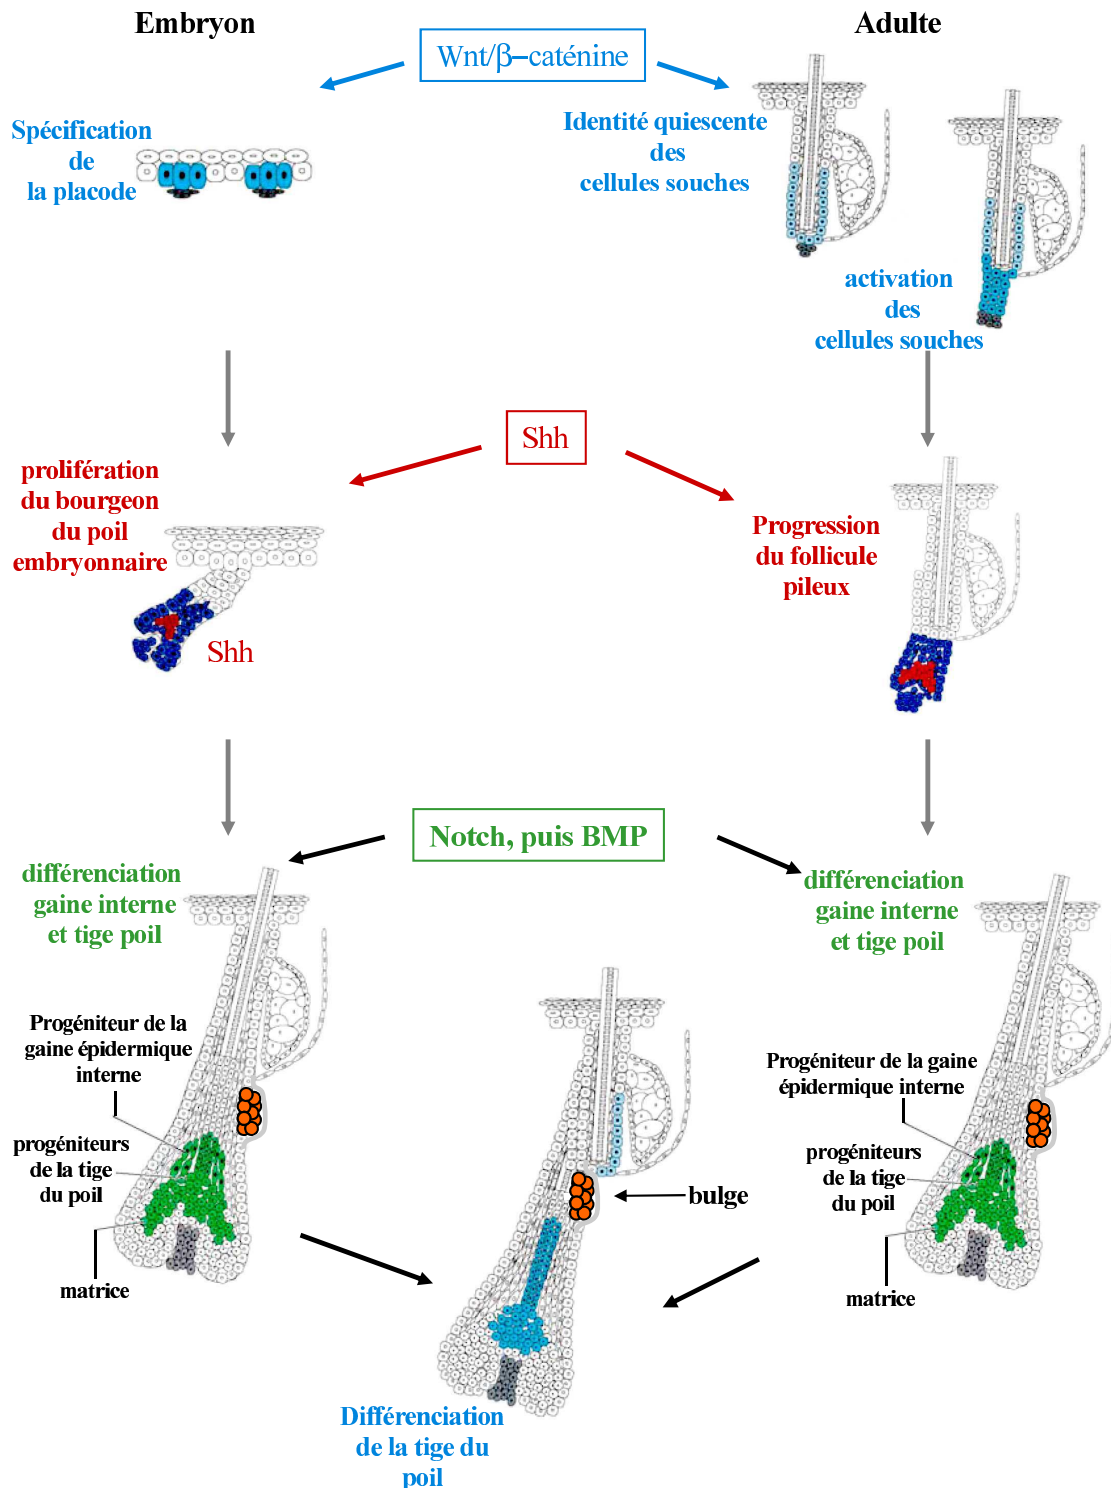 Embryon
Adulte
Wnt/β–caténine
Spécification
de
la placode
Identité quiescente
des
cellules souches
activation
des
cellules souches
Shh
prolifération
du bourgeon
du poil
embryonnaire
Shh
Progression
du follicule
pileux
Notch, puis BMP
différenciation
gaine interne
et tige poil
différenciation
gaine interne
et tige poil
Progéniteur de la
gaine épidermique
interne
progéniteurs
de la tige
du poil
matrice
bulge
Progéniteur de la gaine
épidermique interne
progéniteurs
de la tige
du poil
matrice
Différenciation
de la tige du
poil